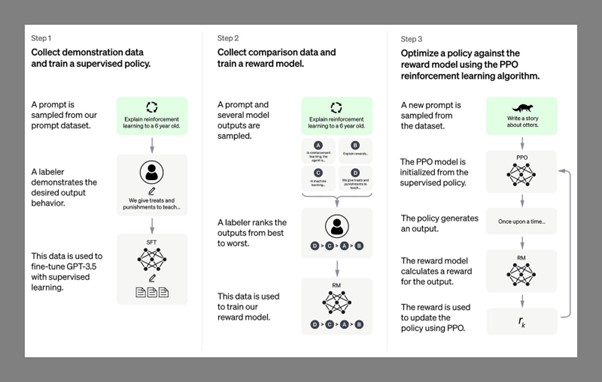 Step 1
Collect demonstration data
and train a supervised policy.
A prompt is
sampled from our
prompt dataset.
Explain reinforcement
learning to a 6 year old.
A labeler
demonstrates the
desired output
behavior.
We give treats and
punishments to teach...
This data is used to
fine-tune GPT-3.5
with supervised
learning.
SFT
Step 2
Collect comparison data and
train a reward model.
A prompt and
several model
outputs are
sampled.
Explain reinforcement
learning to a 6 year old.
A
In reinforcement
learning, the
agent is...
B
Explain rewards...
C
In machine
learning...
D
We give treats and
punishments to
teach...
A labeler ranks the
outputs from best
to worst.
D > C > A > B
This data is used
to train our
reward model.
RM
D > C > A > B
Step 3
Optimize a policy against the
reward model using the PPO
reinforcement learning algorithm.
A new prompt is
sampled from
the dataset.
Write a story
about otters.
The PPO model is
initialized from the
supervised policy.
PPO
The policy generates
an output.
Once upon a time...
The reward model
calculates a reward
for the output.
RM
The reward is used
to update the
policy using PPO.
rk